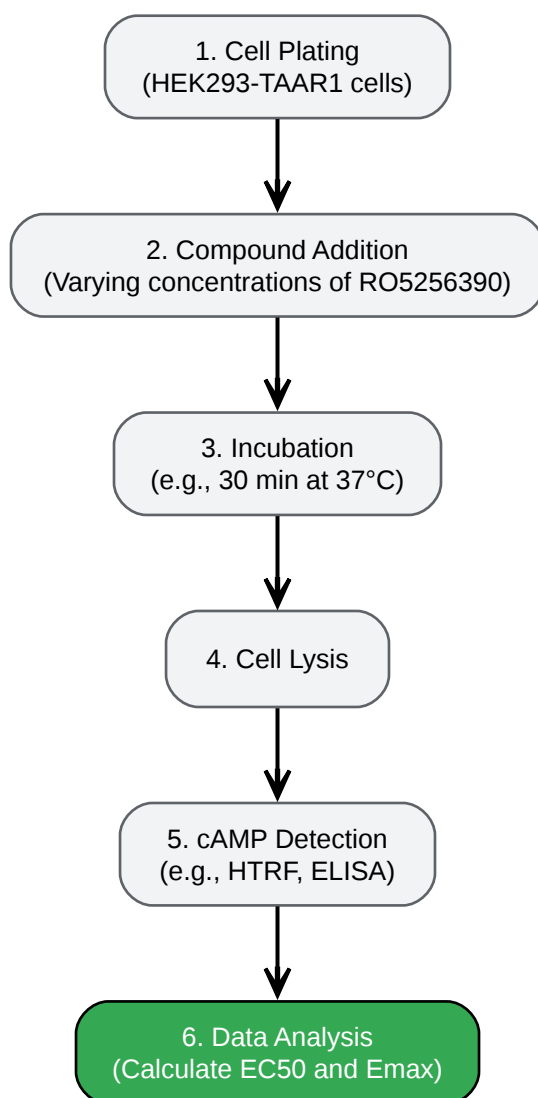 1. Cell Plating
(HEK293-TAAR1 cells)
2. Compound Addition
(Varying concentrations of RO5256390)
3. Incubation
(e.g., 30 min at 37°C)
4. Cell Lysis
5. cAMP Detection
(e.g., HTRF, ELISA)
6. Data Analysis
(Calculate EC50 and Emax)